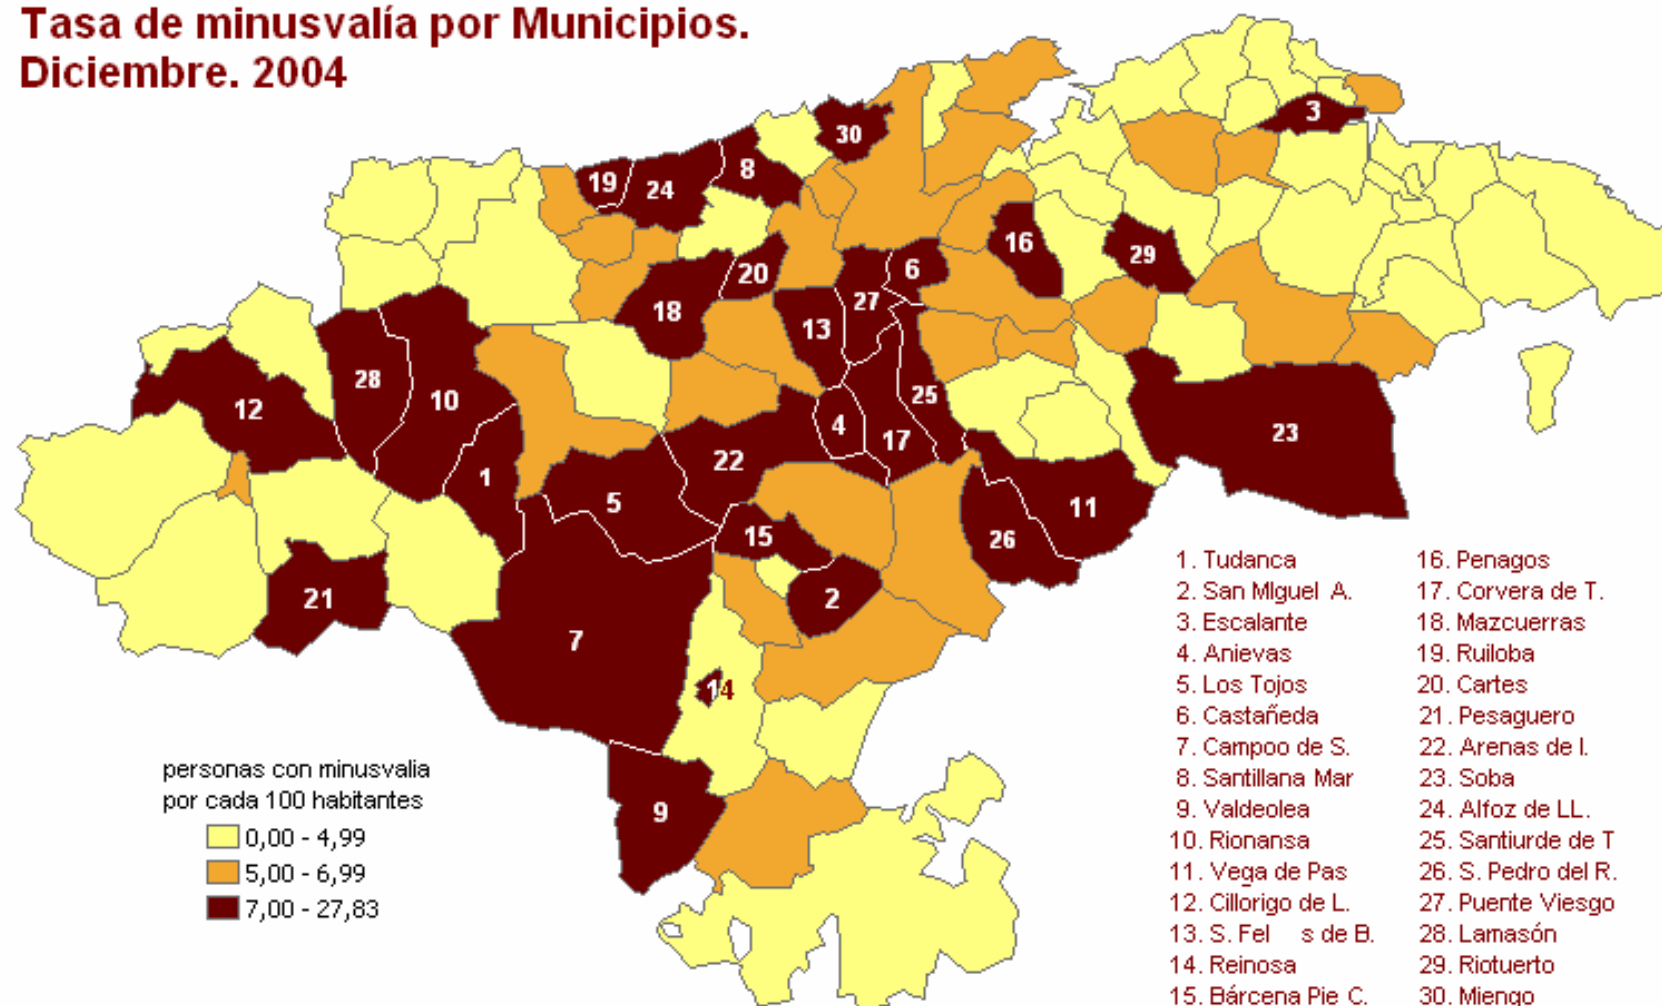 Tasa de minusvalía por Municipios.
Diciembre. 2004
30
3
8
19
24
16
29
20
6
27
18
13
28
12
10
25
4
17
23
22
1
5
11
15
26
21
2
7
14
9
personas con minusvalia
por cada 100 habitantes
0,00 - 4,99
5,00 - 6,99
7,00 - 27,83
1. Tudanca
2. San MIguel A.
3. Escalante
4. Anievas
5. Los Tojos
6. Castañeda
7. Campoo de S.
8. Santillana Mar
9. Valdeolea
10. Rionansa
11. Vega de Pas
12. Cillorigo de L.
13. S. Fel s de B.
14. Reinosa
15. Bárcena Pie C.
16. Penagos
17. Corvera de T.
18. Mazcuerras
19. Ruiloba
20. Cartes
21. Pesaguero
22. Arenas de I.
23. Soba
24. Alfoz de LL.
25. Santiurde de T
26. S. Pedro del R.
27. Puente Viesgo
28. Lamasón
29. Riotuerto
30. Miengo